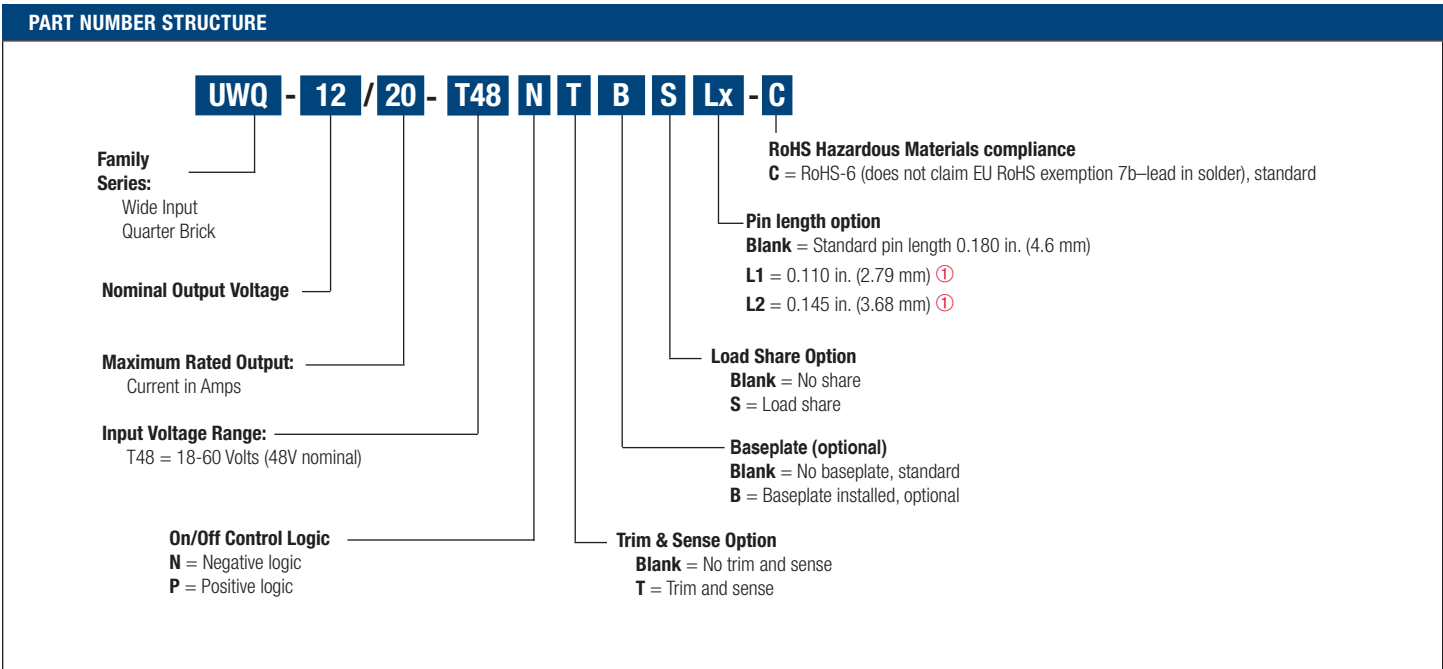 PART NUMBER STRUCTURE
UWQ - 12 / 20 - T48 N T B S Lx - C
RoHS Hazardous Materials compliance
C = RoHS-6 (does not claim EU RoHS exemption 7b–lead in solder), standard
Family
Series:
Wide Input
Quarter Brick
Pin length option
Blank = Standard pin length 0.180 in. (4.6 mm)
L1 = 0.110 in. (2.79 mm) ①
L2 = 0.145 in. (3.68 mm) ①
Nominal Output Voltage
Maximum Rated Output:
Current in Amps
Load Share Option
Blank = No share
S = Load share
Input Voltage Range:
T48 = 18-60 Volts (48V nominal)
Baseplate (optional)
Blank = No baseplate, standard
B = Baseplate installed, optional
On/Off Control Logic
N = Negative logic
P = Positive logic
Trim & Sense Option
Blank = No trim and sense
T = Trim and sense